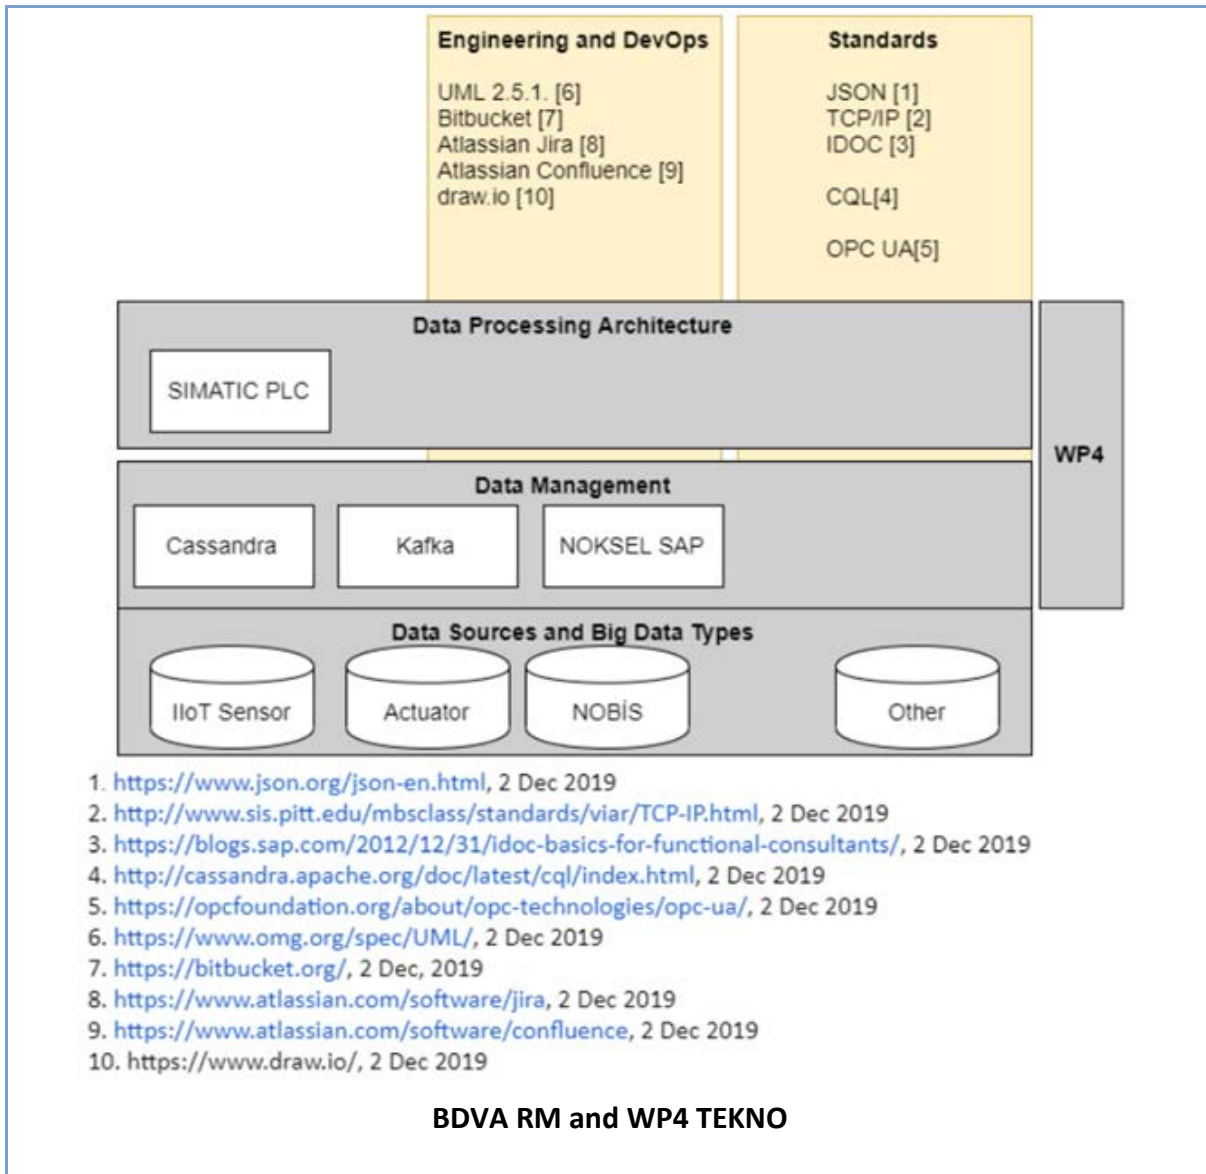 Engineering and DevOps
UML 2.5.1. [6]
Bitbucket [7]
Atlassian Jira [8]
Atlassian Confluence [9]
draw.io [10]
Standards
JSON [1]
TCP/IP [2]
IDOC [3]
CQL[4]
OPC UA[5]
Data Processing Architecture
SIMATIC PLC
WP4
Data Management
Cassandra
Kafka
NOKSEL SAP
Data Sources and Big Data Types
IIoT Sensor
Actuator
NOBİS
Other
1. https://www.json.org/json-en.html, 2 Dec 2019
2. http://www.sis.pitt.edu/mbsclass/standards/viar/TCP-IP.html, 2 Dec 2019
3. https://blogs.sap.com/2012/12/31/idoc-basics-for-functional-consultants/, 2 Dec 2019
4. http://cassandra.apache.org/doc/latest/cql/index.html, 2 Dec 2019
5. https://opcfoundation.org/about/opc-technologies/opc-ua/, 2 Dec 2019
6. https://www.omg.org/spec/UML/, 2 Dec 2019
7. https://bitbucket.org/, 2 Dec, 2019
8. https://www.atlassian.com/software/jira, 2 Dec 2019
9. https://www.atlassian.com/software/confluence, 2 Dec 2019
10. https://www.draw.io/, 2 Dec 2019
BDVA RM and WP4 TEKNO